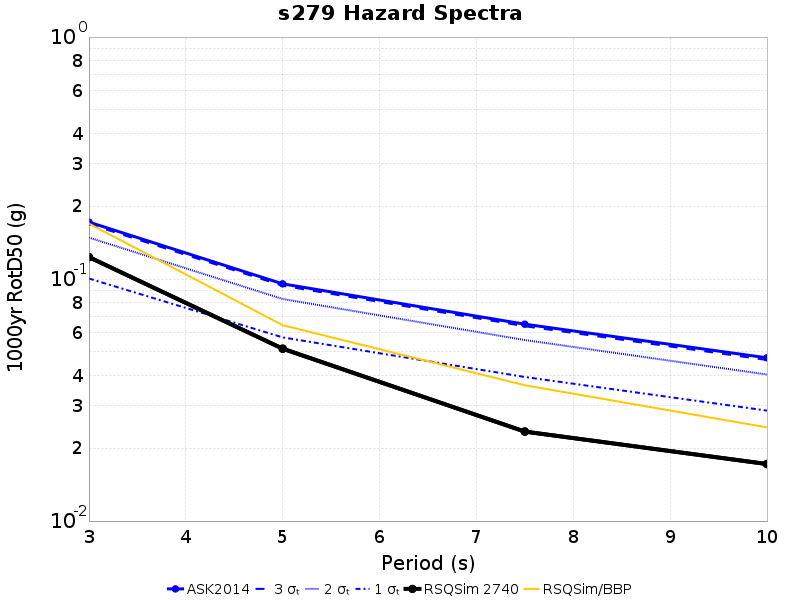 s279 Hazard Spectra
1000yr RotD50 (g)
10^0
8
6
4
3
2
10^-1
8
6
4
3
2
10^-2
3 4 5 6 7 8 9 10
Period (s)
ASK2014 3 σₜ 2 σₜ 1 σₜ RSQSim 2740 RSQSim/BBP